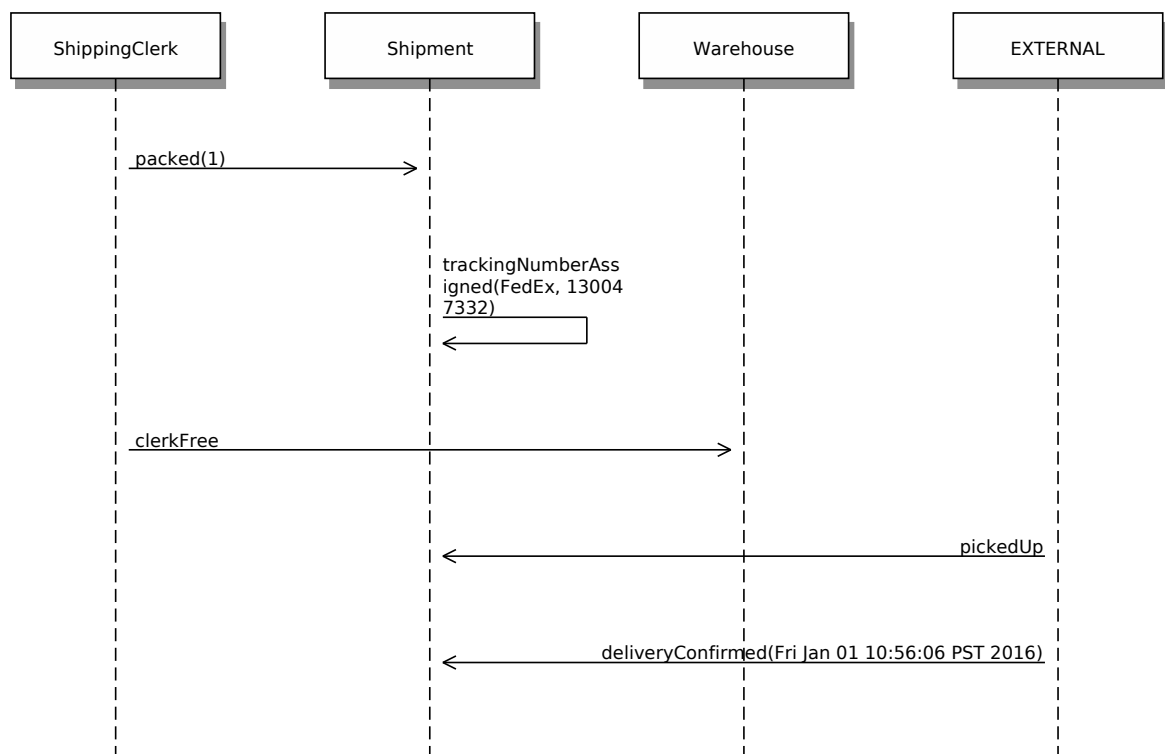 ShippingClerk
Shipment
Warehouse
EXTERNAL
packed(1)
trackingNumberAss
igned(FedEx, 13004
7332)
clerkFree
pickedUp
deliveryConfirmed(Fri Jan 01 10:56:06 PST 2016)